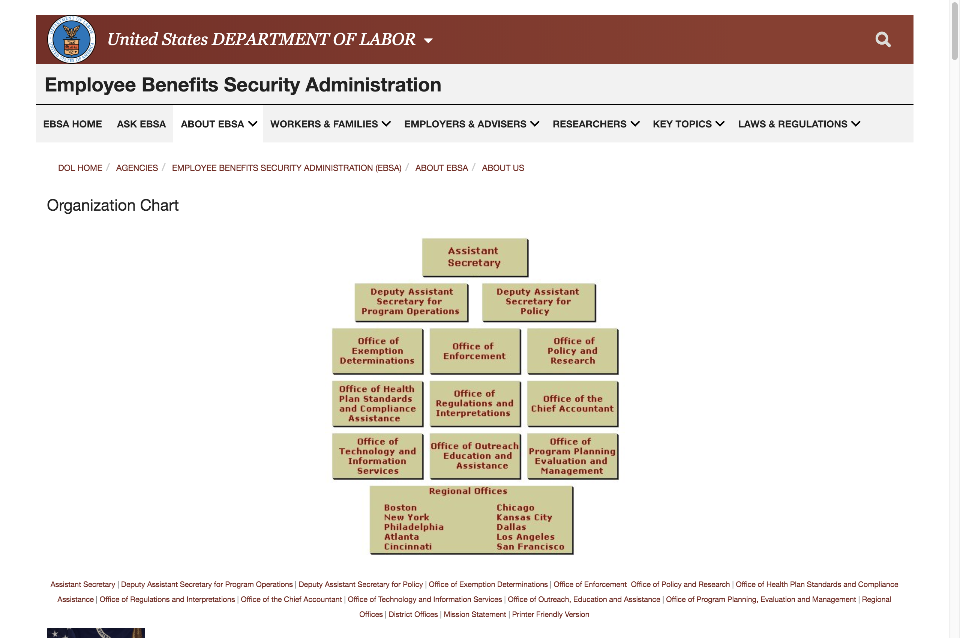 United States DEPARTMENT OF LABOR
Employee Benefits Security Administration
EBSA HOME ASK EBSA ABOUT EBSA WORKERS & FAMILIES EMPLOYERS & ADVISERS RESEARCHERS KEY TOPICS LAWS & REGULATIONS
DOL HOME / AGENCIES / EMPLOYEE BENEFITS SECURITY ADMINISTRATION (EBSA) / ABOUT EBSA / ABOUT US
Organization Chart
Assistant
Secretary
Deputy Assistant
Secretary for
Program Operations
Deputy Assistant
Secretary for
Policy
Office of
Exemption
Determinations
Office of
Enforcement
Office of
Policy and
Research
Office of Health
Plan Standards
and Compliance
Assistance
Office of
Regulations and
Interpretations
Office of the
Chief Accountant
Office of
Technology and
Information
Services
Office of Outreach
Education and
Assistance
Office of
Program Planning
Evaluation and
Management
Regional Offices
Boston
New York
Philadelphia
Atlanta
Cincinnati
Chicago
Kansas City
Dallas
Los Angeles
San Francisco
Assistant Secretary | Deputy Assistant Secretary for Program Operations | Deputy Assistant Secretary for Policy | Office of Exemption Determinations | Office of Enforcement Office of Policy and Research | Office of Health Plan Standards and Compliance
Assistance | Office of Regulations and Interpretations | Office of the Chief Accountant | Office of Technology and Information Services | Office of Outreach, Education and Assistance | Office of Program Planning, Evaluation and Management | Regional
Offices | District Offices | Mission Statement | Printer Friendly Version